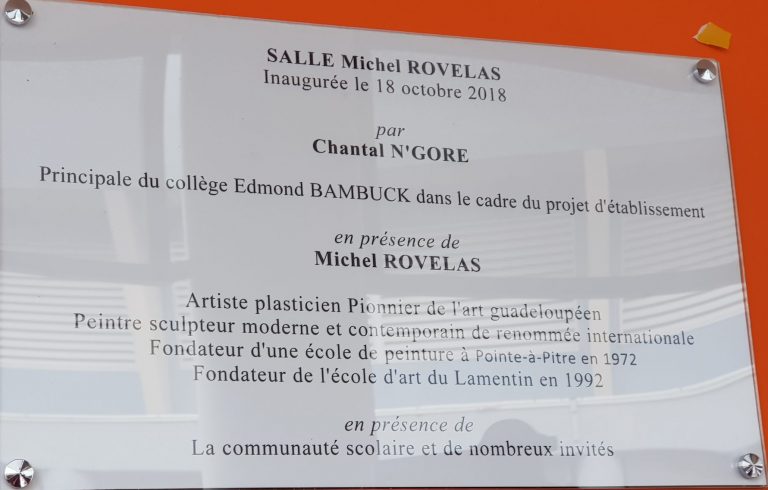 SALLE Michel ROVELAS
Inaugurée le 18 octobre 2018
par
Chantal N'GORE
Principale du collège Edmond BAMBUCK dans le cadre du projet d'établissement
en présence de
Michel ROVELAS
Artiste plasticien Pionnier de l'art guadeloupéen
Peintre sculpteur moderne et contemporain de renommée internationale
Fondateur d'une école de peinture à Pointe-à-Pitre en 1972
Fondateur de l'école d'art du Lamentin en 1992
en présence de
La communauté scolaire et de nombreux invités